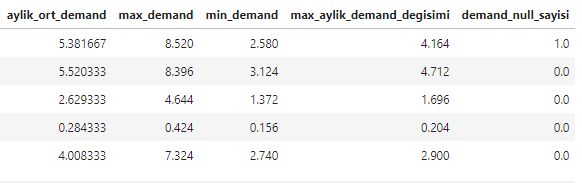 aylik_ort_demand max_demand min_demand max_aylik_demand_degisimi demand_null_sayisi
5.381667 8.520 2.580 4.164 1.0
5.520333 8.396 3.124 4.712 0.0
2.629333 4.644 1.372 1.696 0.0
0.284333 0.424 0.156 0.204 0.0
4.008333 7.324 2.740 2.900 0.0